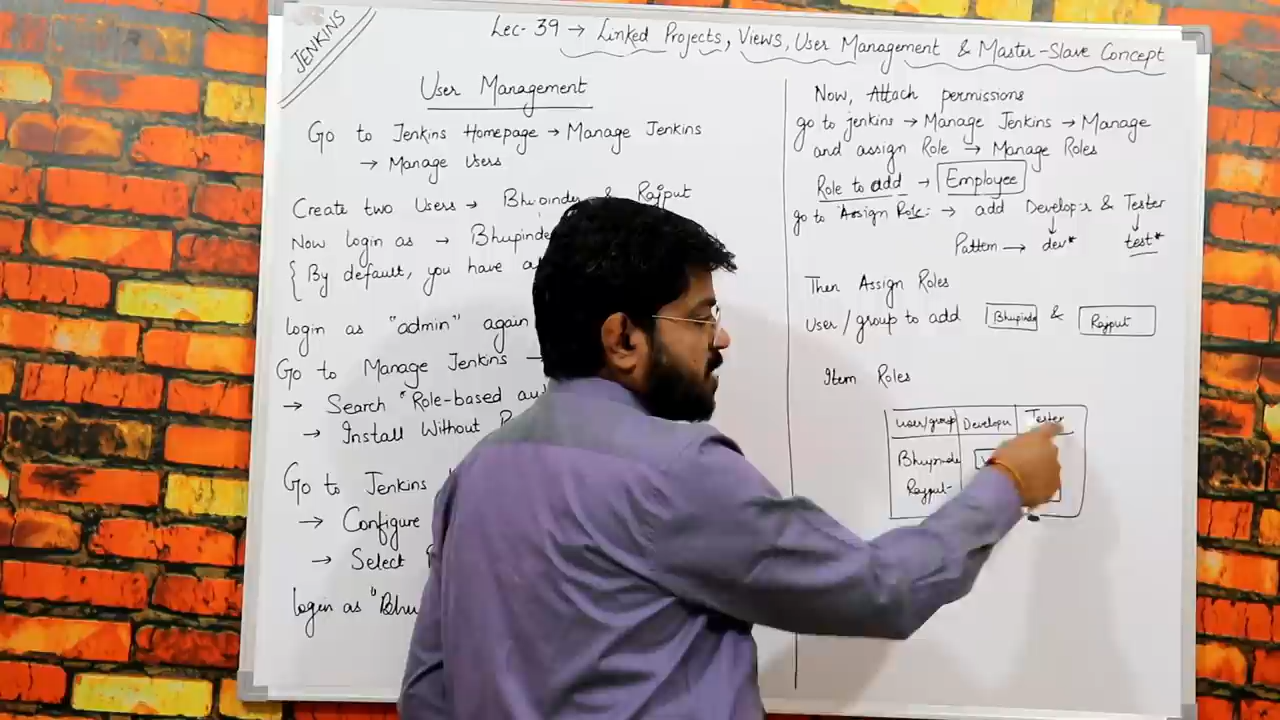 JENKINS
Lec-39 → Linked Projects, Views, User Management & Master-Slave Concept
User Management
Go to Jenkins Homepage → Manage Jenkins
→ Manage Users
Create two Users → Bhupinder & Rajput
Now login as → Bhupinde
{ By default, you have
login as "admin" again
Go to Manage Jenkins →
→ Search "Role-based au
→ Install Without
Go to Jenkins
→ Configure
→ Select
login as "Bhu
Now, Attach permissions
go to jenkins → Manage Jenkins → Manage
and assign Role → Manage Roles
Role to add → Employee
go to Assign Role: → add Developer & Tester
Pattern → dev* test*
Then Assign Roles
User/group to add Bhupinde & Rajput
Item Roles
User/group Developer Tester
Bhupinde
Rajput